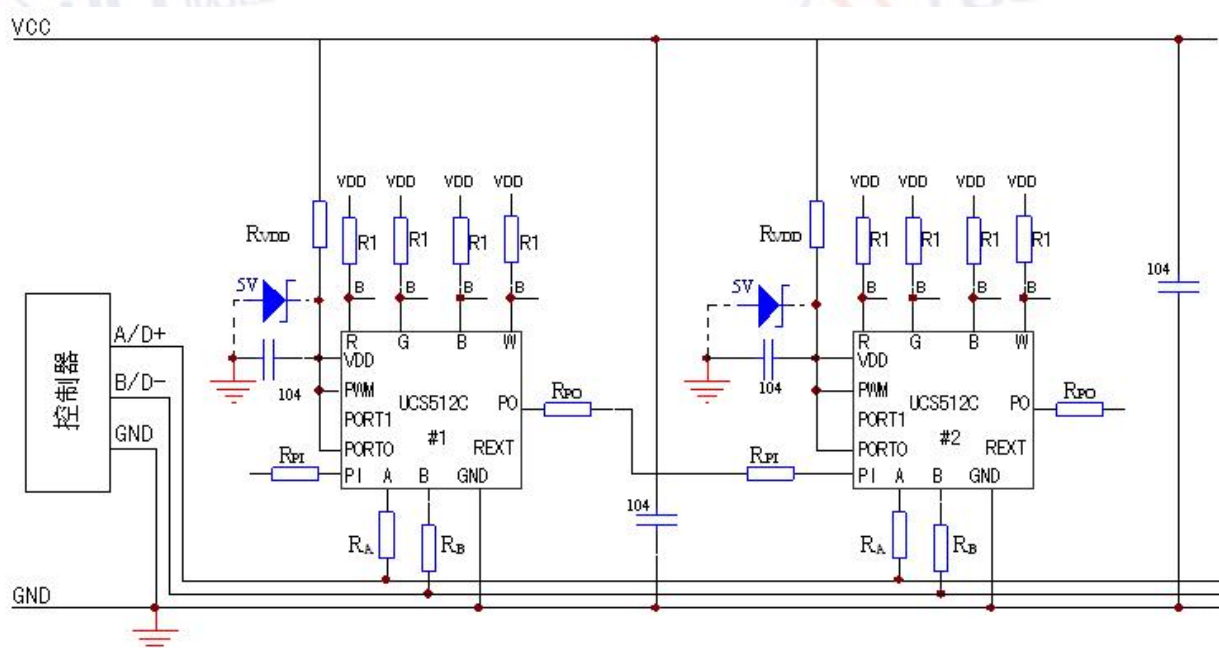 VCC
VDD VDD VDD VDD
VDD VDD VDD VDD
RVDD
R1 R1 R1 R1
RVDD
R1 R1 R1 R1
5V
B B B B
5V
B B B B
104
控制器
A/D+
B/D-
GND
R G B W
VDD
PWM
PORT1
PORT0
PI A B GND
UCS512C
#1
PO
REXT
104
RPI
RPO
RA
RB
104
R G B W
VDD
PWM
PORT1
PORT0
PI A B GND
UCS512C
#2
PO
REXT
104
RPI
RPO
RA
RB
104
GND